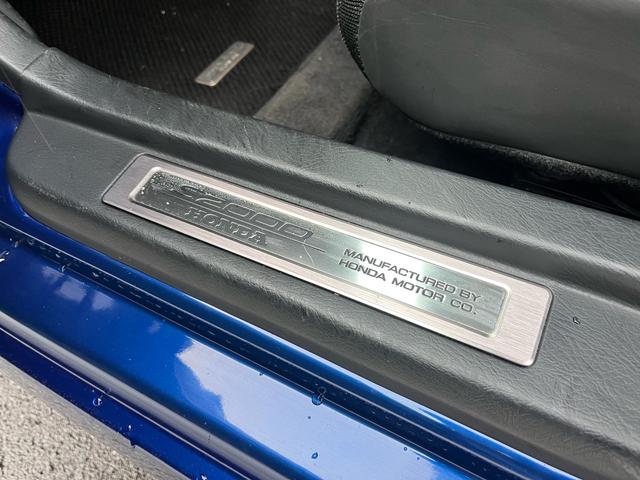 S2000
HONDA
MANUFACTURED BY
HONDA MOTOR CO.